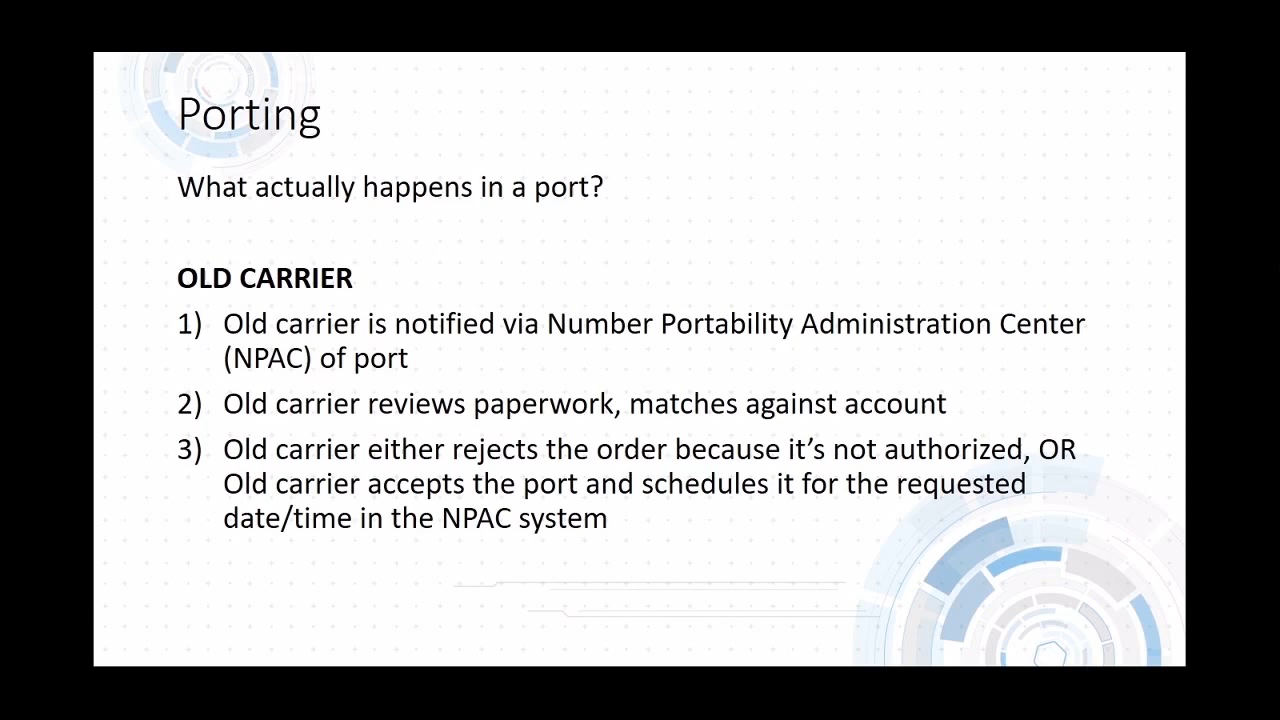 Porting
What actually happens in a port?
OLD CARRIER
1) Old carrier is notified via Number Portability Administration Center
(NPAC) of port
2) Old carrier reviews paperwork, matches against account
3) Old carrier either rejects the order because it’s not authorized, OR
Old carrier accepts the port and schedules it for the requested
date/time in the NPAC system